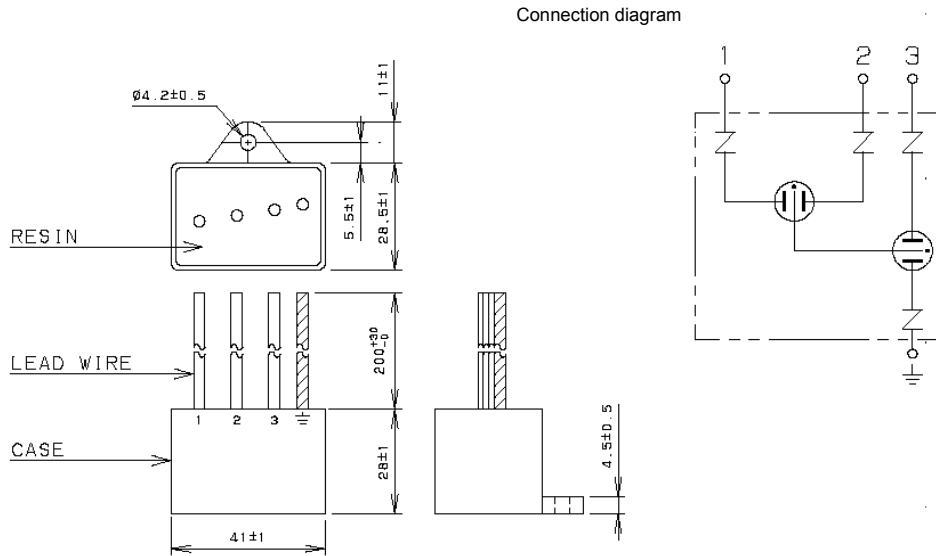 Connection diagram
1 2 3
Ø4.2±0.5
11±1
5.5±1
28.5±1
RESIN
LEAD WIRE
200+30-0
1 2 3
CASE
28±1
4.5±0.5
41±1